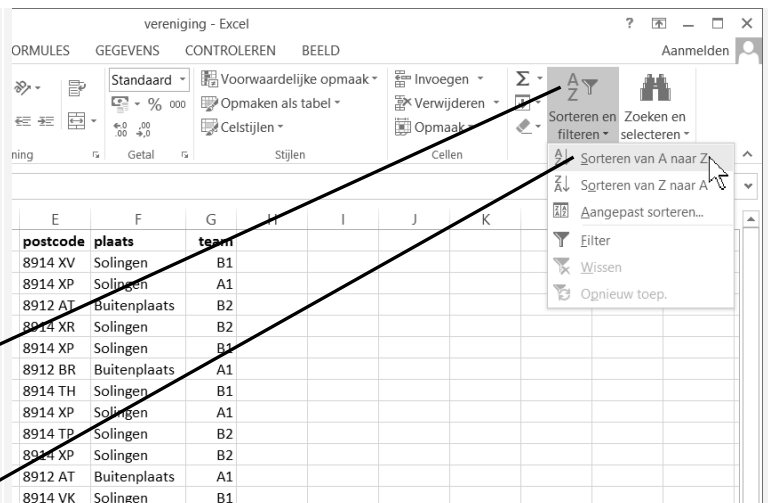 vereniging - Excel ?
ORMULES GEGEVENS CONTROLEREN BEELD Aanmelden
Standaard Voorwaardelijke opmaak Invoegen Σ A Z
% 000 Opmaken als tabel Verwijderen Sorteren en Zoeken en
Celstijlen Opmaak filteren selecteren
ning Getal Stijlen Cellen
Sorteren van A naar Z
Sorteren van Z naar A
Aangepast sorteren...
Filter
Wissen
Opnieuw toep.
E F G H I J K
postcode plaats team
8914 XV Solingen B1
8914 XP Solingen A1
8912 AT Buitenplaats B2
8914 XR Solingen B2
8914 XP Solingen B1
8912 BR Buitenplaats A1
8914 TH Solingen B1
8914 XP Solingen A1
8914 TP Solingen B2
8914 XP Solingen B2
8912 AT Buitenplaats A1
8914 VK Solingen B1